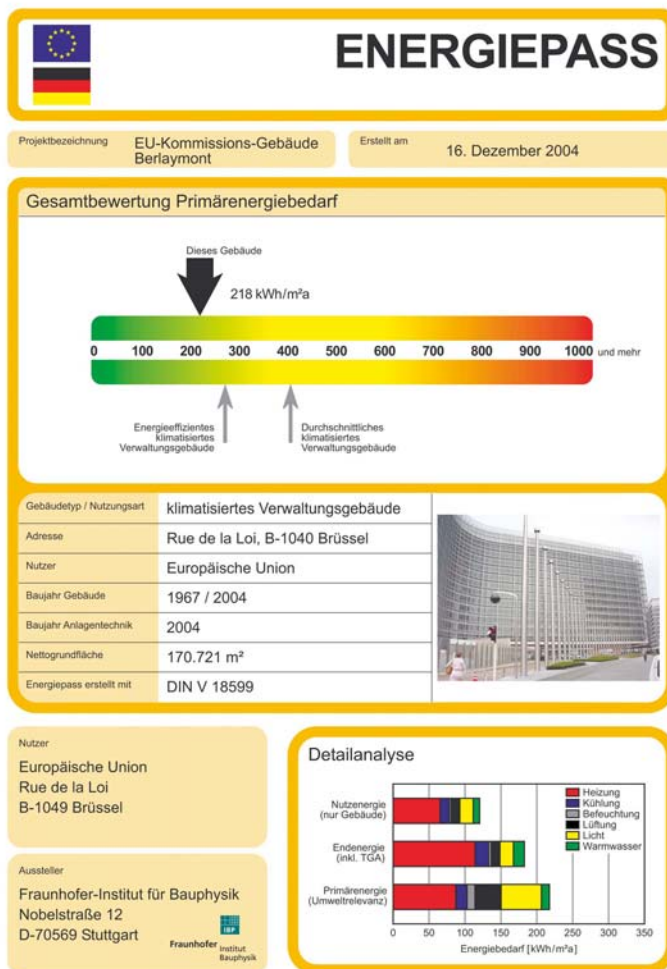 ENERGIEPASS
Projektbezeichnung
EU-Kommissions-Gebäude
Berlaymont
Erstellt am
16. Dezember 2004
Gesamtbewertung Primärenergiebedarf
Dieses Gebäude
218 kWh/m²a
0 100 200 300 400 500 600 700 800 900 1000 und mehr
Energieeffizientes
klimatisiertes
Verwaltungsgebäude
Durchschnittliches
klimatisiertes
Verwaltungsgebäude
Gebäudetyp / Nutzungsart klimatisiertes Verwaltungsgebäude
Adresse Rue de la Loi, B-1040 Brüssel
Nutzer Europäische Union
Baujahr Gebäude 1967 / 2004
Baujahr Anlagentechnik 2004
Nettogrundfläche 170.721 m²
Energiepass erstellt mit DIN V 18599
Nutzer
Europäische Union
Rue de la Loi
B-1049 Brüssel
Aussteller
Fraunhofer-Institut für Bauphysik
Nobelstraße 12
D-70569 Stuttgart
IBP
Fraunhofer Institut
Bauphysik
Detailanalyse
Nutzenergie
(nur Gebäude)
Endenergie
(inkl. TGA)
Primärenergie
(Umweltrelevanz)
Heizung
Kühlung
Befeuchtung
Lüftung
Licht
Warmwasser
0 50 100 150 200 250 300 350
Energiebedarf [kWh/m²a]